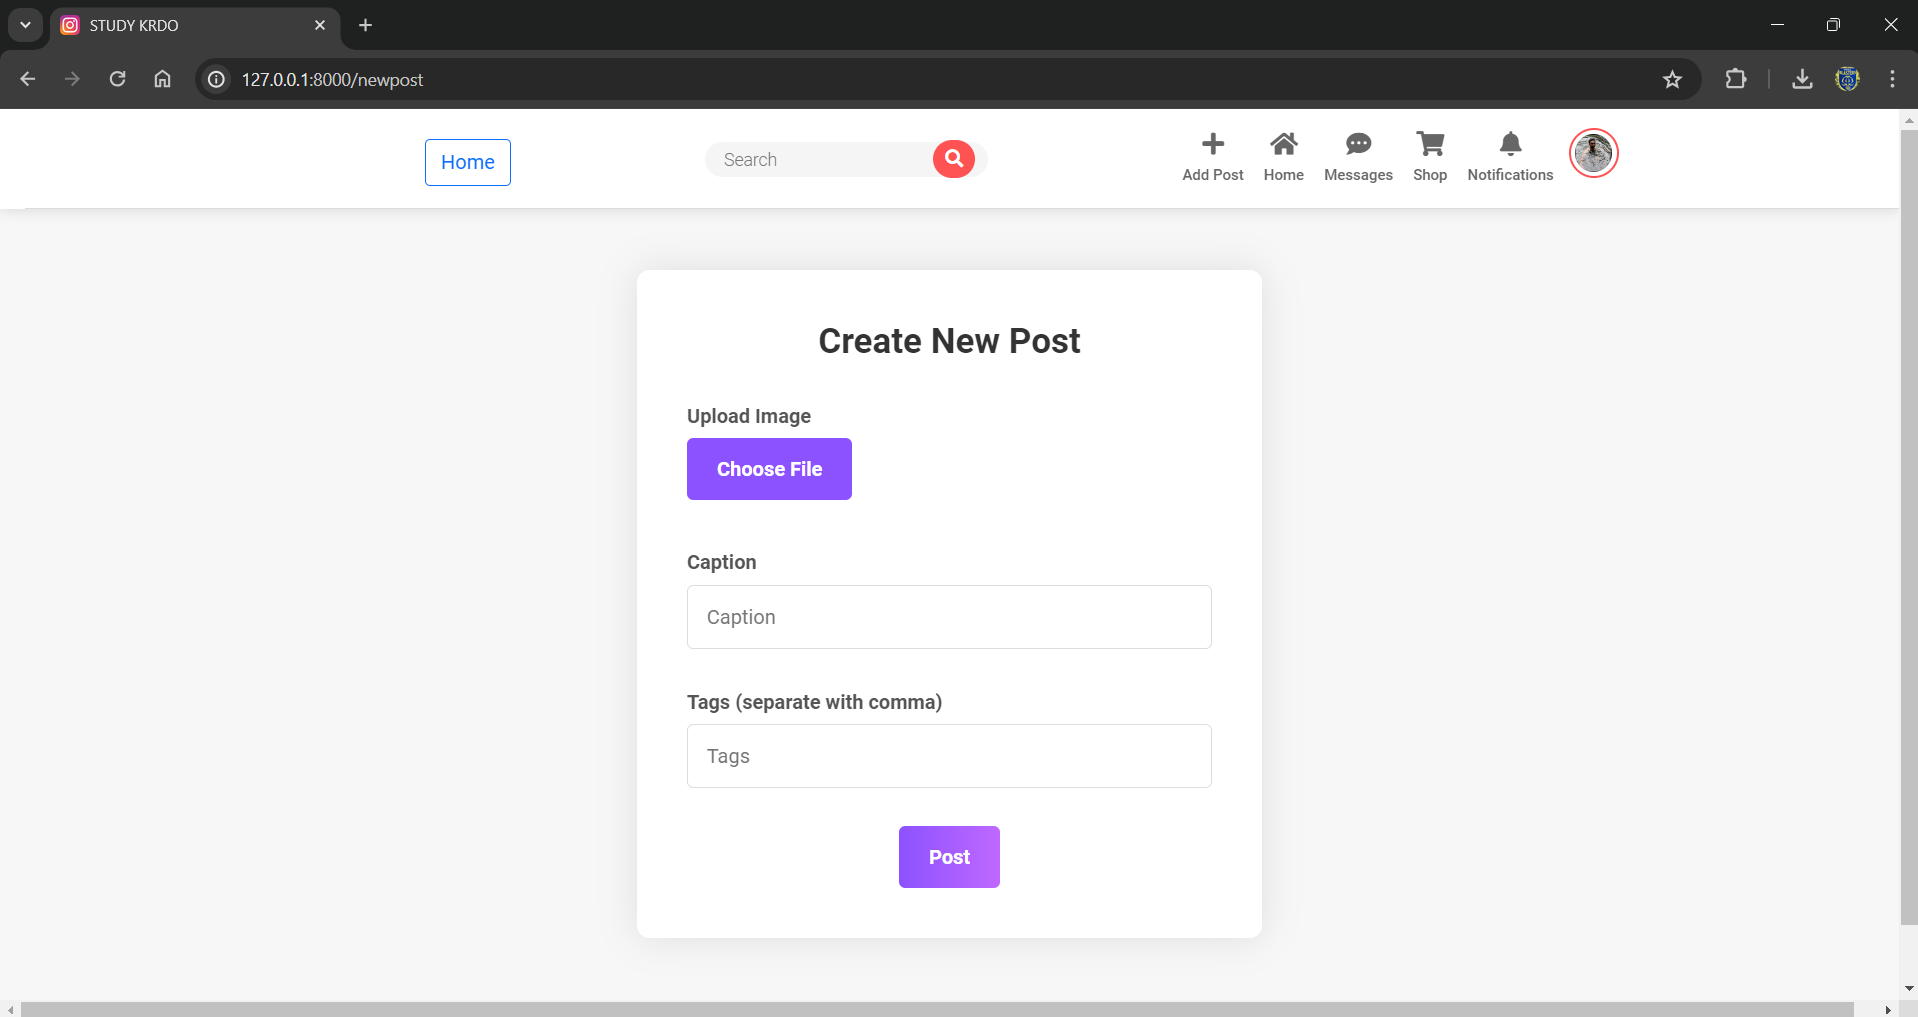 STUDY KRDO
127.0.0.1:8000/newpost
Home
Search
Add Post
Home
Messages
Shop
Notifications
Create New Post
Upload Image
Choose File
Caption
Caption
Tags (separate with comma)
Tags
Post